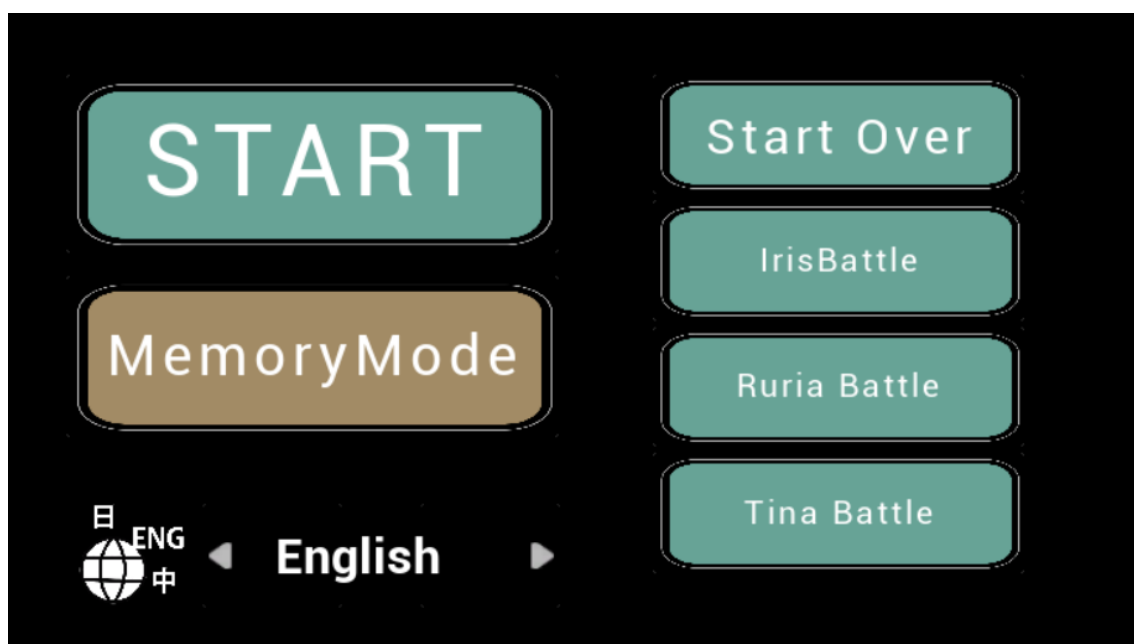 START
MemoryMode
日
ENG
中
English
Start Over
IrisBattle
Ruria Battle
Tina Battle